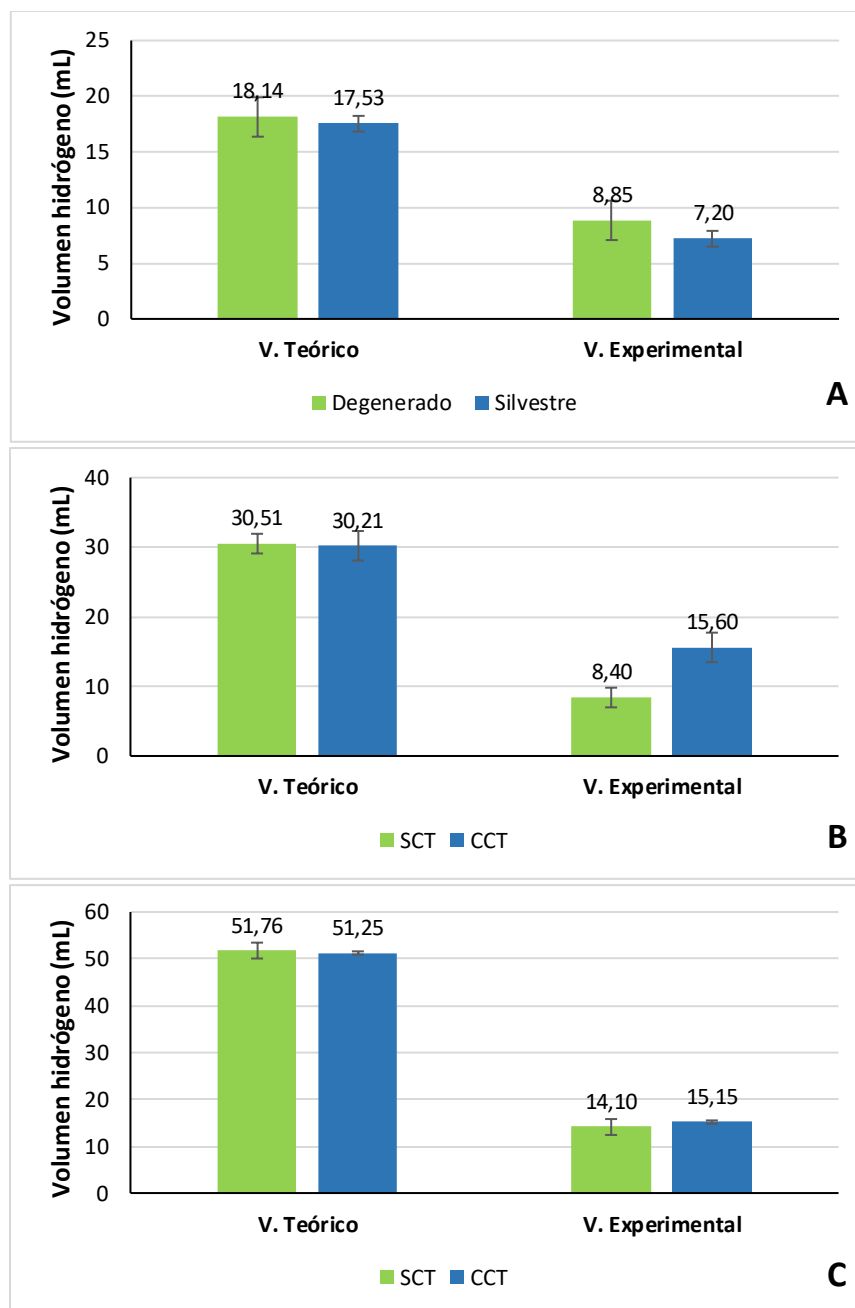 25
20
15
10
5
0
Volumen hidrógeno (mL)
18,14
17,53
8,85
7,20
V. Teórico
V. Experimental
Degenerado
Silvestre
A
40
30
20
10
0
Volumen hidrógeno (mL)
30,51
30,21
8,40
15,60
V. Teórico
V. Experimental
SCT
CCT
B
60
50
40
30
20
10
0
Volumen hidrógeno (mL)
51,76
51,25
14,10
15,15
V. Teórico
V. Experimental
SCT
CCT
C